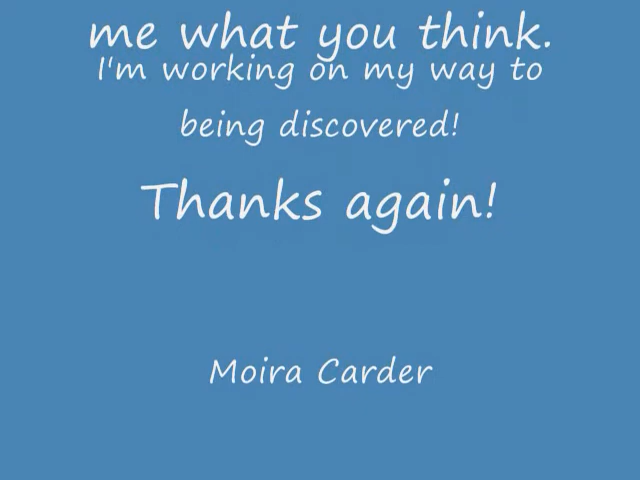 me what you think.
I'm working on my way to
being discovered!
Thanks again!
Moira Carder